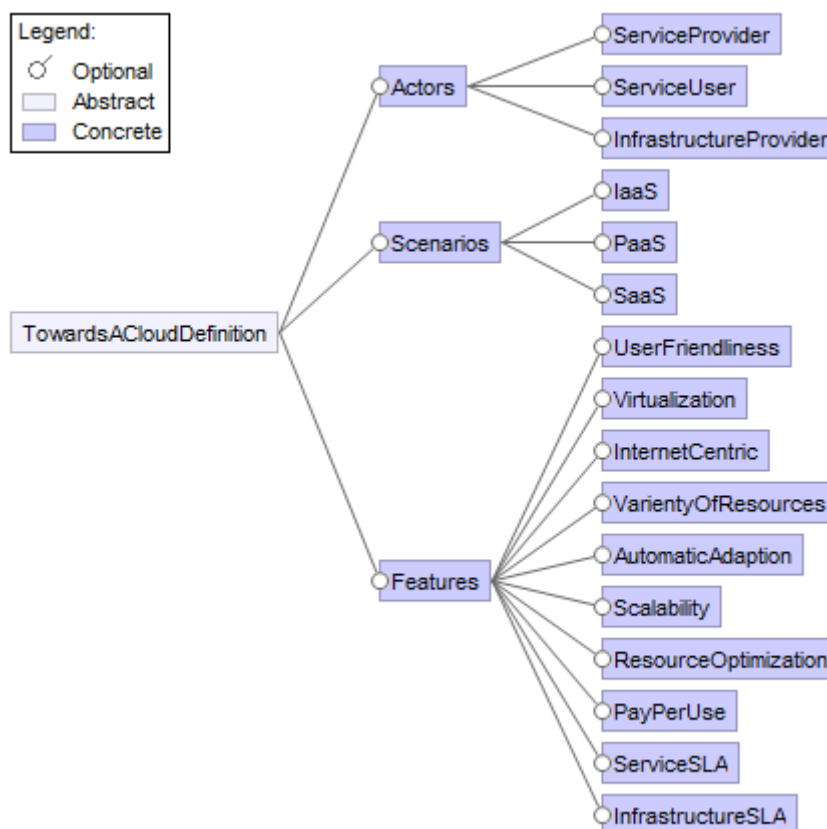 Legend:
Optional
Abstract
Concrete
TowardsACloudDefinition
Actors
ServiceProvider
ServiceUser
InfrastructureProvider
Scenarios
IaaS
PaaS
SaaS
Features
UserFriendliness
Virtualization
InternetCentric
VarientyOfResources
AutomaticAdaption
Scalability
ResourceOptimization
PayPerUse
ServiceSLA
InfrastructureSLA